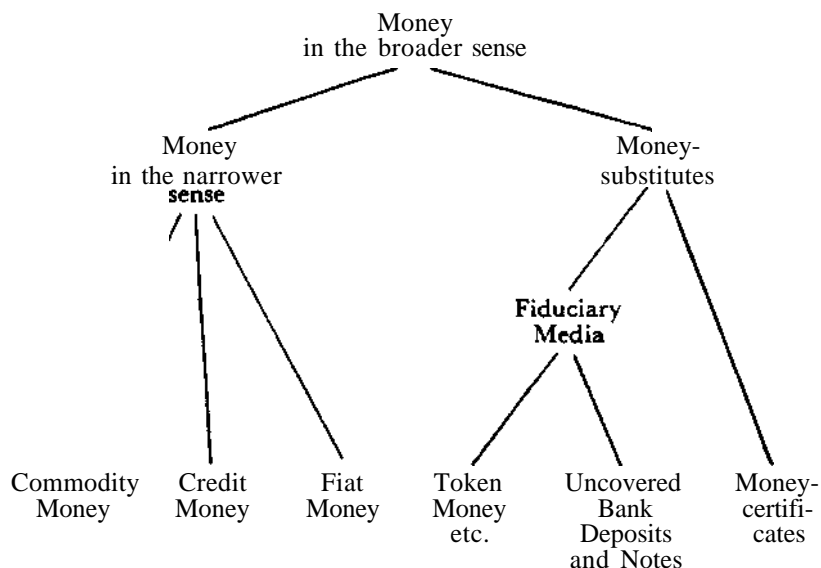 Money
in the broader sense
Money
in the narrower
sense
Money-
substitutes
Fiduciary
Media
Commodity
Money
Credit
Money
Fiat
Money
Token
Money
etc.
Uncovered
Bank
Deposits
and Notes
Money-
certifi-
cates